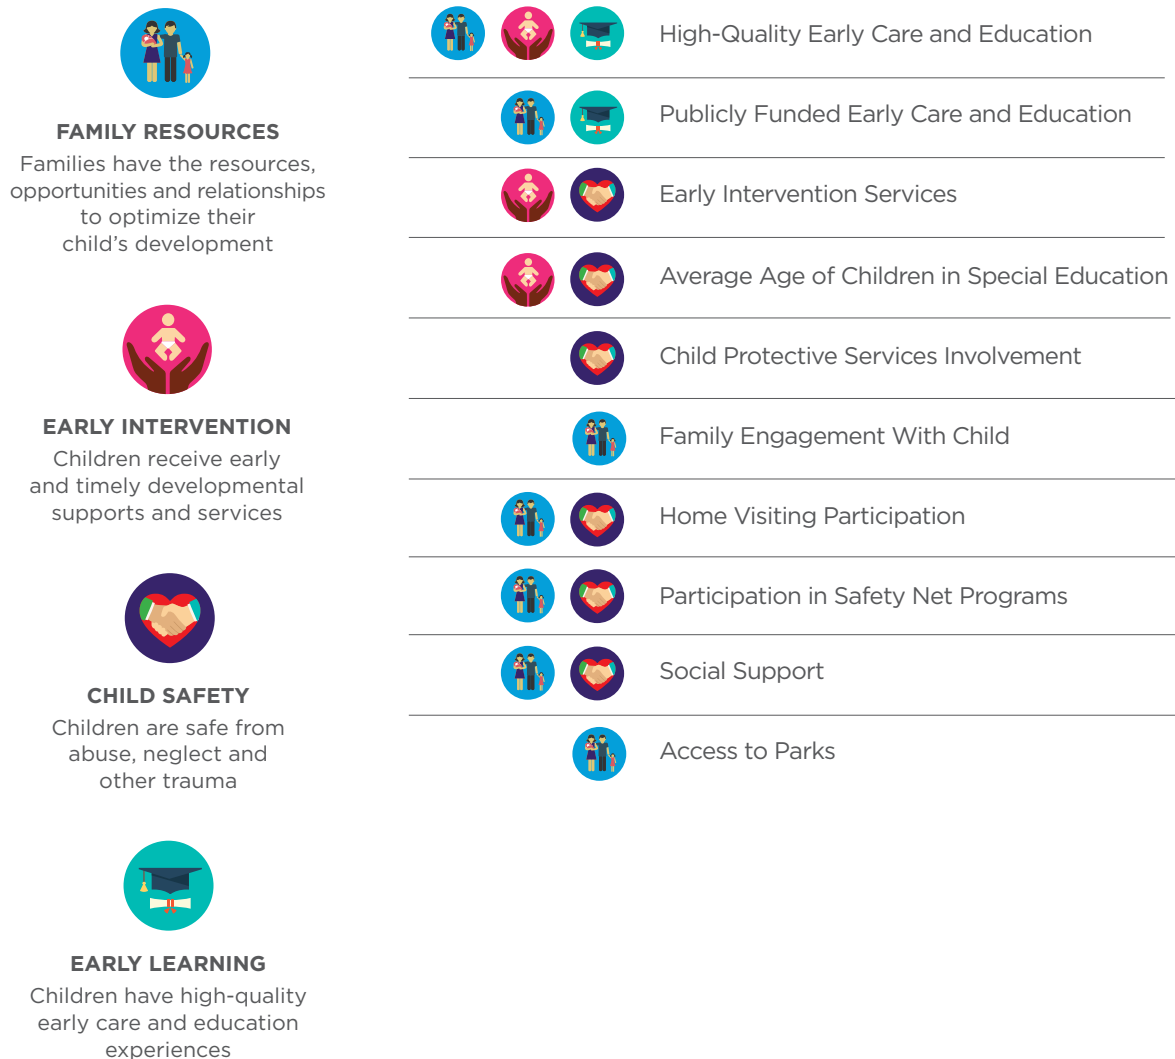 FAMILY RESOURCES
Families have the resources,
opportunities and relationships
to optimize their
child's development
EARLY INTERVENTION
Children receive early
and timely developmental
supports and services
CHILD SAFETY
Children are safe from
abuse, neglect and
other trauma
EARLY LEARNING
Children have high-quality
early care and education
experiences
High-Quality Early Care and Education
Publicly Funded Early Care and Education
Early Intervention Services
Average Age of Children in Special Education
Child Protective Services Involvement
Family Engagement With Child
Home Visiting Participation
Participation in Safety Net Programs
Social Support
Access to Parks